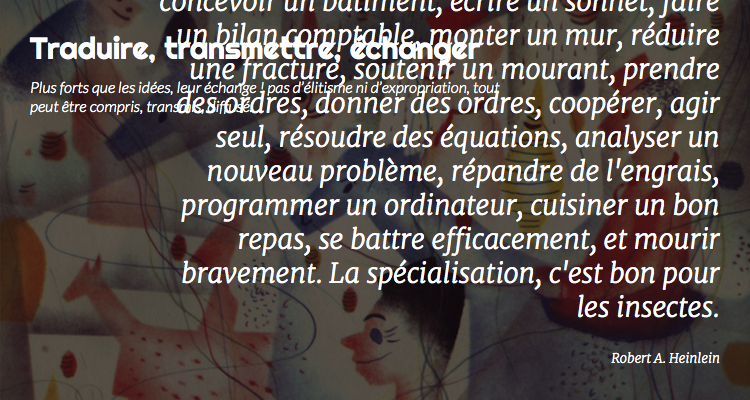 concevoir un bâtiment, écrire un sonnet, faire
un bilan comptable, monter un mur, réduire
Traduire, transmettre, échanger
une fracture, soutenir un mourant, prendre
Plus forts que les idées, leur échange ! pas d'élitisme ni d'expropriation, tout
des ordres, donner des ordres, coopérer, agir
peut être compris, transmis, diffusé.
seul, résoudre des équations, analyser un
nouveau problème, répandre de l'engrais,
programmer un ordinateur, cuisiner un bon
repas, se battre efficacement, et mourir
bravement. La spécialisation, c'est bon pour
les insectes.
Robert A. Heinlein